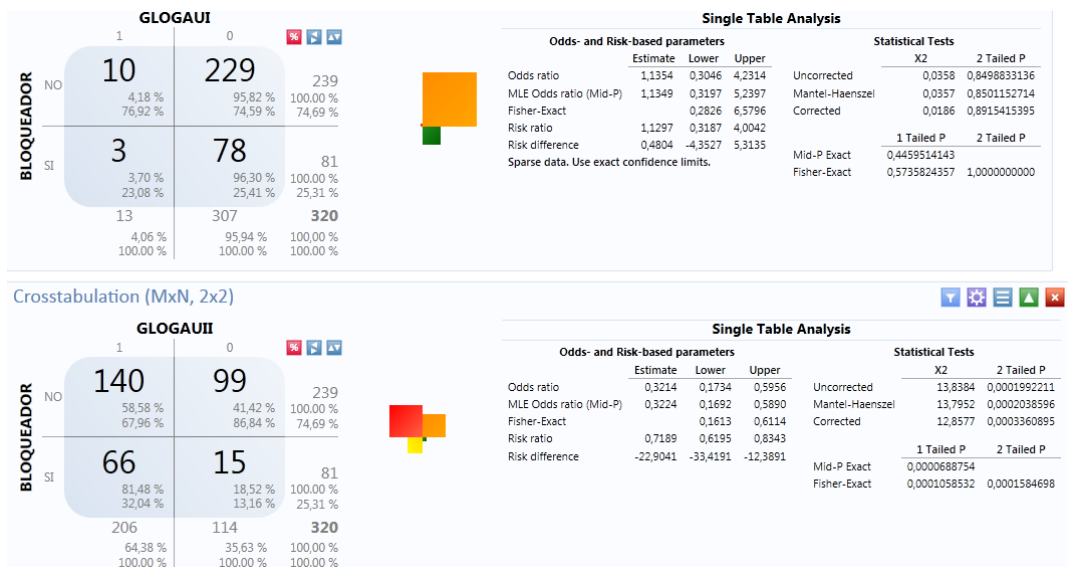 GLOGAUI
Single Table Analysis
1 0 %
Odds- and Risk-based parameters Statistical Tests
Estimate Lower Upper X2 2 Tailed P
BLOQUEADOR
NO 10 229 239
4,18 % 95,82 % 100.00 %
76,92 % 74,59 % 74,69 %
SI 3 78 81
3,70 % 96,30 % 100.00 %
23,08 % 25,41 % 25,31 %
13 307 320
4,06 % 95,94 % 100,00 %
100.00 % 100.00 % 100.00 %
Odds ratio 1,1354 0,3046 4,2314
MLE Odds ratio (Mid-P) 1,1349 0,3197 5,2397
Fisher-Exact 0,2826 6,5796
Risk ratio 1,1297 0,3187 4,0042
Risk difference 0,4804 -4,3527 5,3135
Sparse data. Use exact confidence limits.
Uncorrected 0,0358 0,8498833136
Mantel-Haenszel 0,0357 0,8501152714
Corrected 0,0186 0,8915415395
1 Tailed P 2 Tailed P
Mid-P Exact 0,4459514143
Fisher-Exact 0,5735824357 1,0000000000
Crosstabulation (MxN, 2x2)
GLOGAUII
Single Table Analysis
1 0 %
Odds- and Risk-based parameters Statistical Tests
Estimate Lower Upper X2 2 Tailed P
BLOQUEADOR
NO 140 99 239
58,58 % 41,42 % 100.00 %
67,96 % 86,84 % 74,69 %
SI 66 15 81
81,48 % 18,52 % 100.00 %
32,04 % 13,16 % 25,31 %
206 114 320
64,38 % 35,63 % 100,00 %
100.00 % 100.00 % 100.00 %
Odds ratio 0,3214 0,1734 0,5956
MLE Odds ratio (Mid-P) 0,3224 0,1692 0,5890
Fisher-Exact 0,1613 0,6114
Risk ratio 0,7189 0,6195 0,8343
Risk difference -22,9041 -33,4191 -12,3891
Uncorrected 13,8384 0,0001992211
Mantel-Haenszel 13,7952 0,0002038596
Corrected 12,8577 0,0003360895
1 Tailed P 2 Tailed P
Mid-P Exact 0,0000688754
Fisher-Exact 0,0001058532 0,0001584698